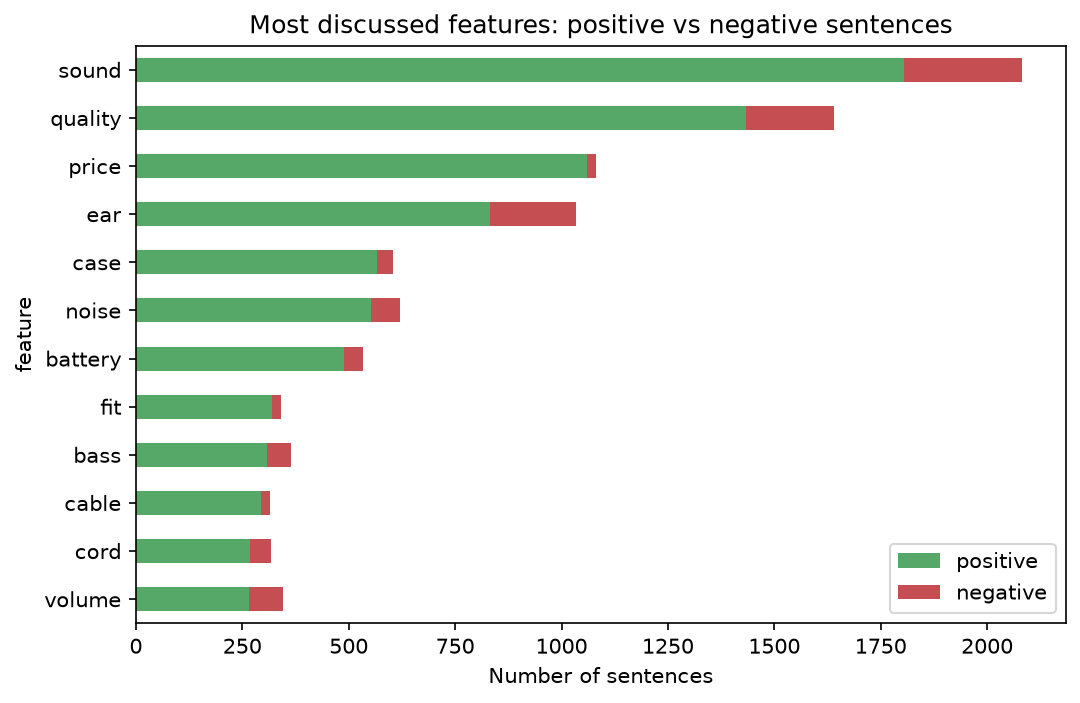 Most discussed features: positive vs negative sentences
feature
sound
quality
price
ear
case
noise
battery
fit
bass
cable
cord
volume
positive
negative
0 250 500 750 1000 1250 1500 1750 2000
Number of sentences